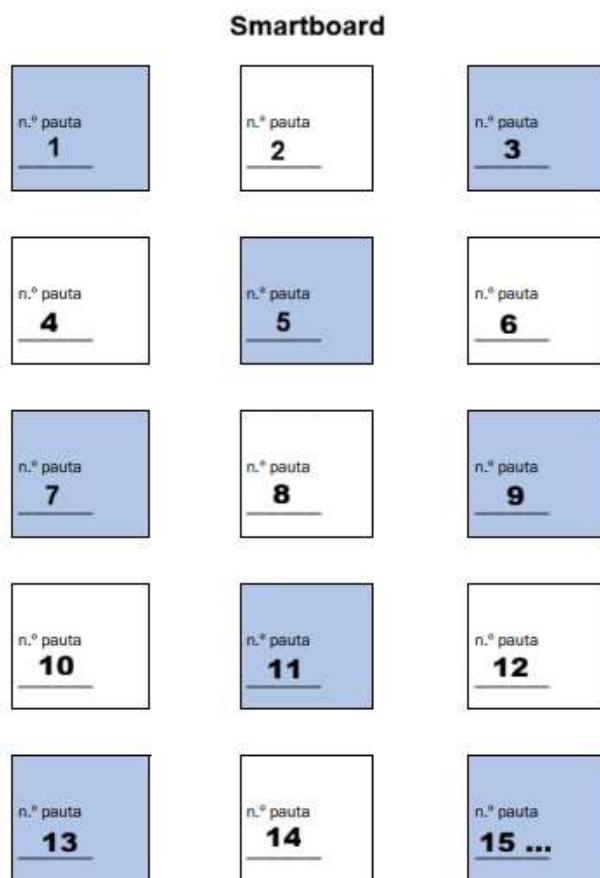 Smartboard
n.º pauta
1
n.º pauta
2
n.º pauta
3
n.º pauta
4
n.º pauta
5
n.º pauta
6
n.º pauta
7
n.º pauta
8
n.º pauta
9
n.º pauta
10
n.º pauta
11
n.º pauta
12
n.º pauta
13
n.º pauta
14
n.º pauta
15 ...